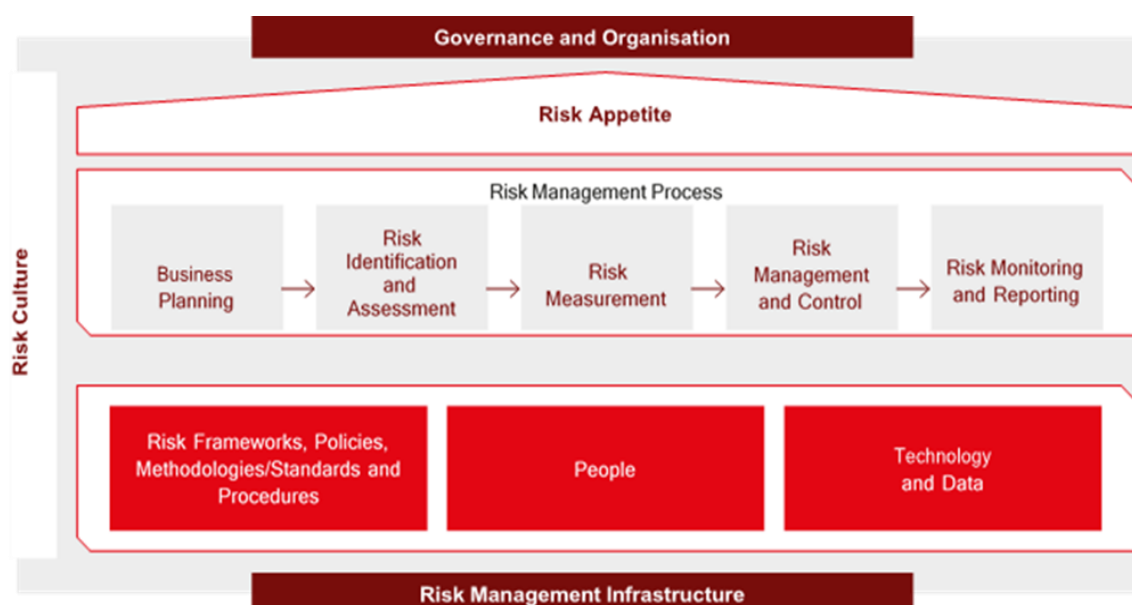 Governance and Organisation
Risk Appetite
Risk Culture
Risk Management Process
Business
Planning
Risk
Identification
and
Assessment
Risk
Measurement
Risk
Management
and Control
Risk Monitoring
and Reporting
Risk Frameworks, Policies,
Methodologies/Standards and
Procedures
People
Technology
and Data
Risk Management Infrastructure